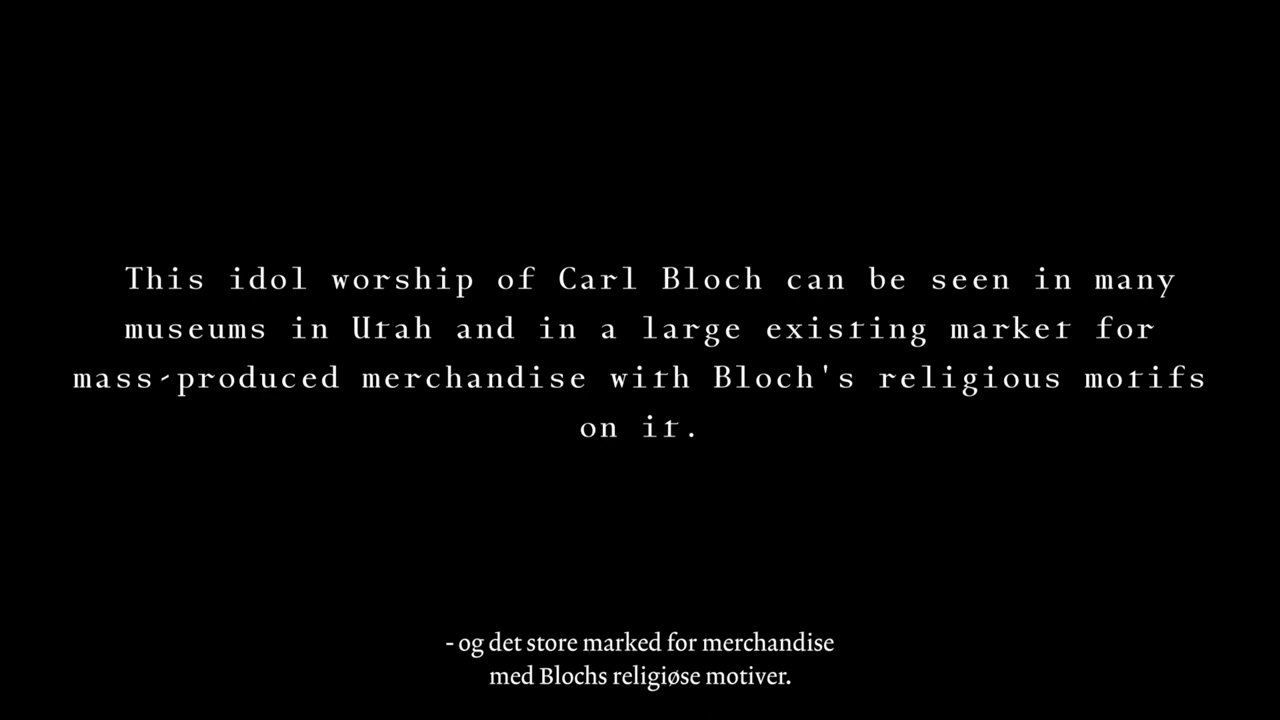 This idol worship of Carl Bloch can be seen in many
museums in Utah and in a large existing market for
mass-produced merchandise with Bloch's religious motifs
on it.
- og det store marked for merchandise
med Blochs religiøse motiver.